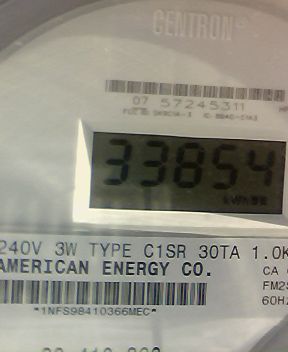 CENTRON®
07 57245311
33854
kWh
240V 3W TYPE C1SR 30TA 1.0K
AMERICAN ENERGY CO.
CA
FM2S
60HZ
*1NFS98410366MEC*